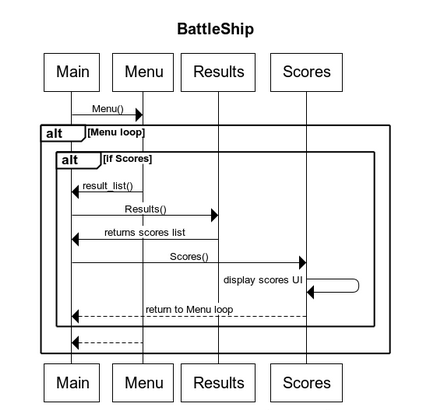 BattleShip
Main Menu Results Scores
Menu()
alt [Menu loop]
alt [if Scores]
result_list()
Results()
returns scores list
Scores()
display scores UI
return to Menu loop
Main Menu Results Scores